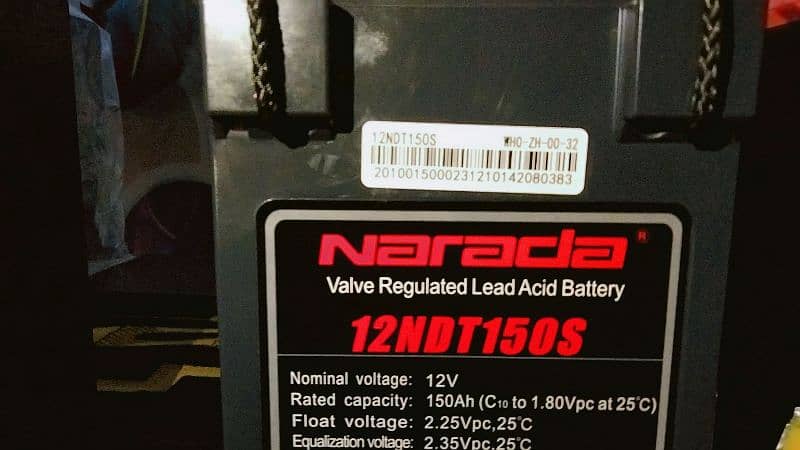 12NDT150S WHQ-ZH-00-32
2010015000231210142080383
Narada ®
Valve Regulated Lead Acid Battery
12NDT150S
Nominal voltage: 12V
Rated capacity: 150Ah (C10 to 1.80Vpc at 25℃)
Float voltage: 2.25Vpc,25℃
Equalization voltage: 2.35Vpc,25℃